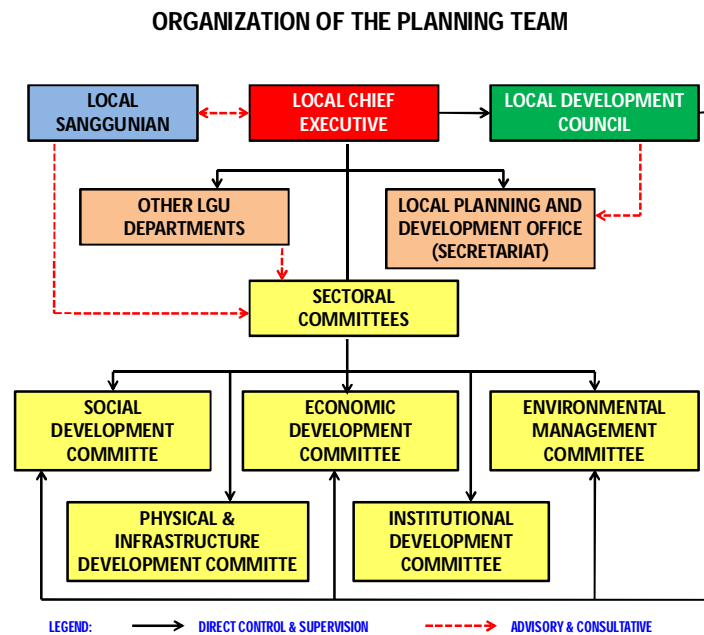 ORGANIZATION OF THE PLANNING TEAM
LOCAL
SANGGUNIAN
LOCAL CHIEF
EXECUTIVE
LOCAL DEVELOPMENT
COUNCIL
OTHER LGU
DEPARTMENTS
LOCAL PLANNING AND
DEVELOPMENT OFFICE
(SECRETARIAT)
SECTORAL
COMMITTEES
SOCIAL
DEVELOPMENT
COMMITTE
ECONOMIC
DEVELOPMENT
COMMITTEE
ENVIRONMENTAL
MANAGEMENT
COMMITTEE
PHYSICAL &
INFRASTRUCTURE
DEVELOPMENT COMMITTE
INSTITUTIONAL
DEVELOPMENT
COMMITTEE
LEGEND: DIRECT CONTROL & SUPERVISION ADVISORY & CONSULTATIVE